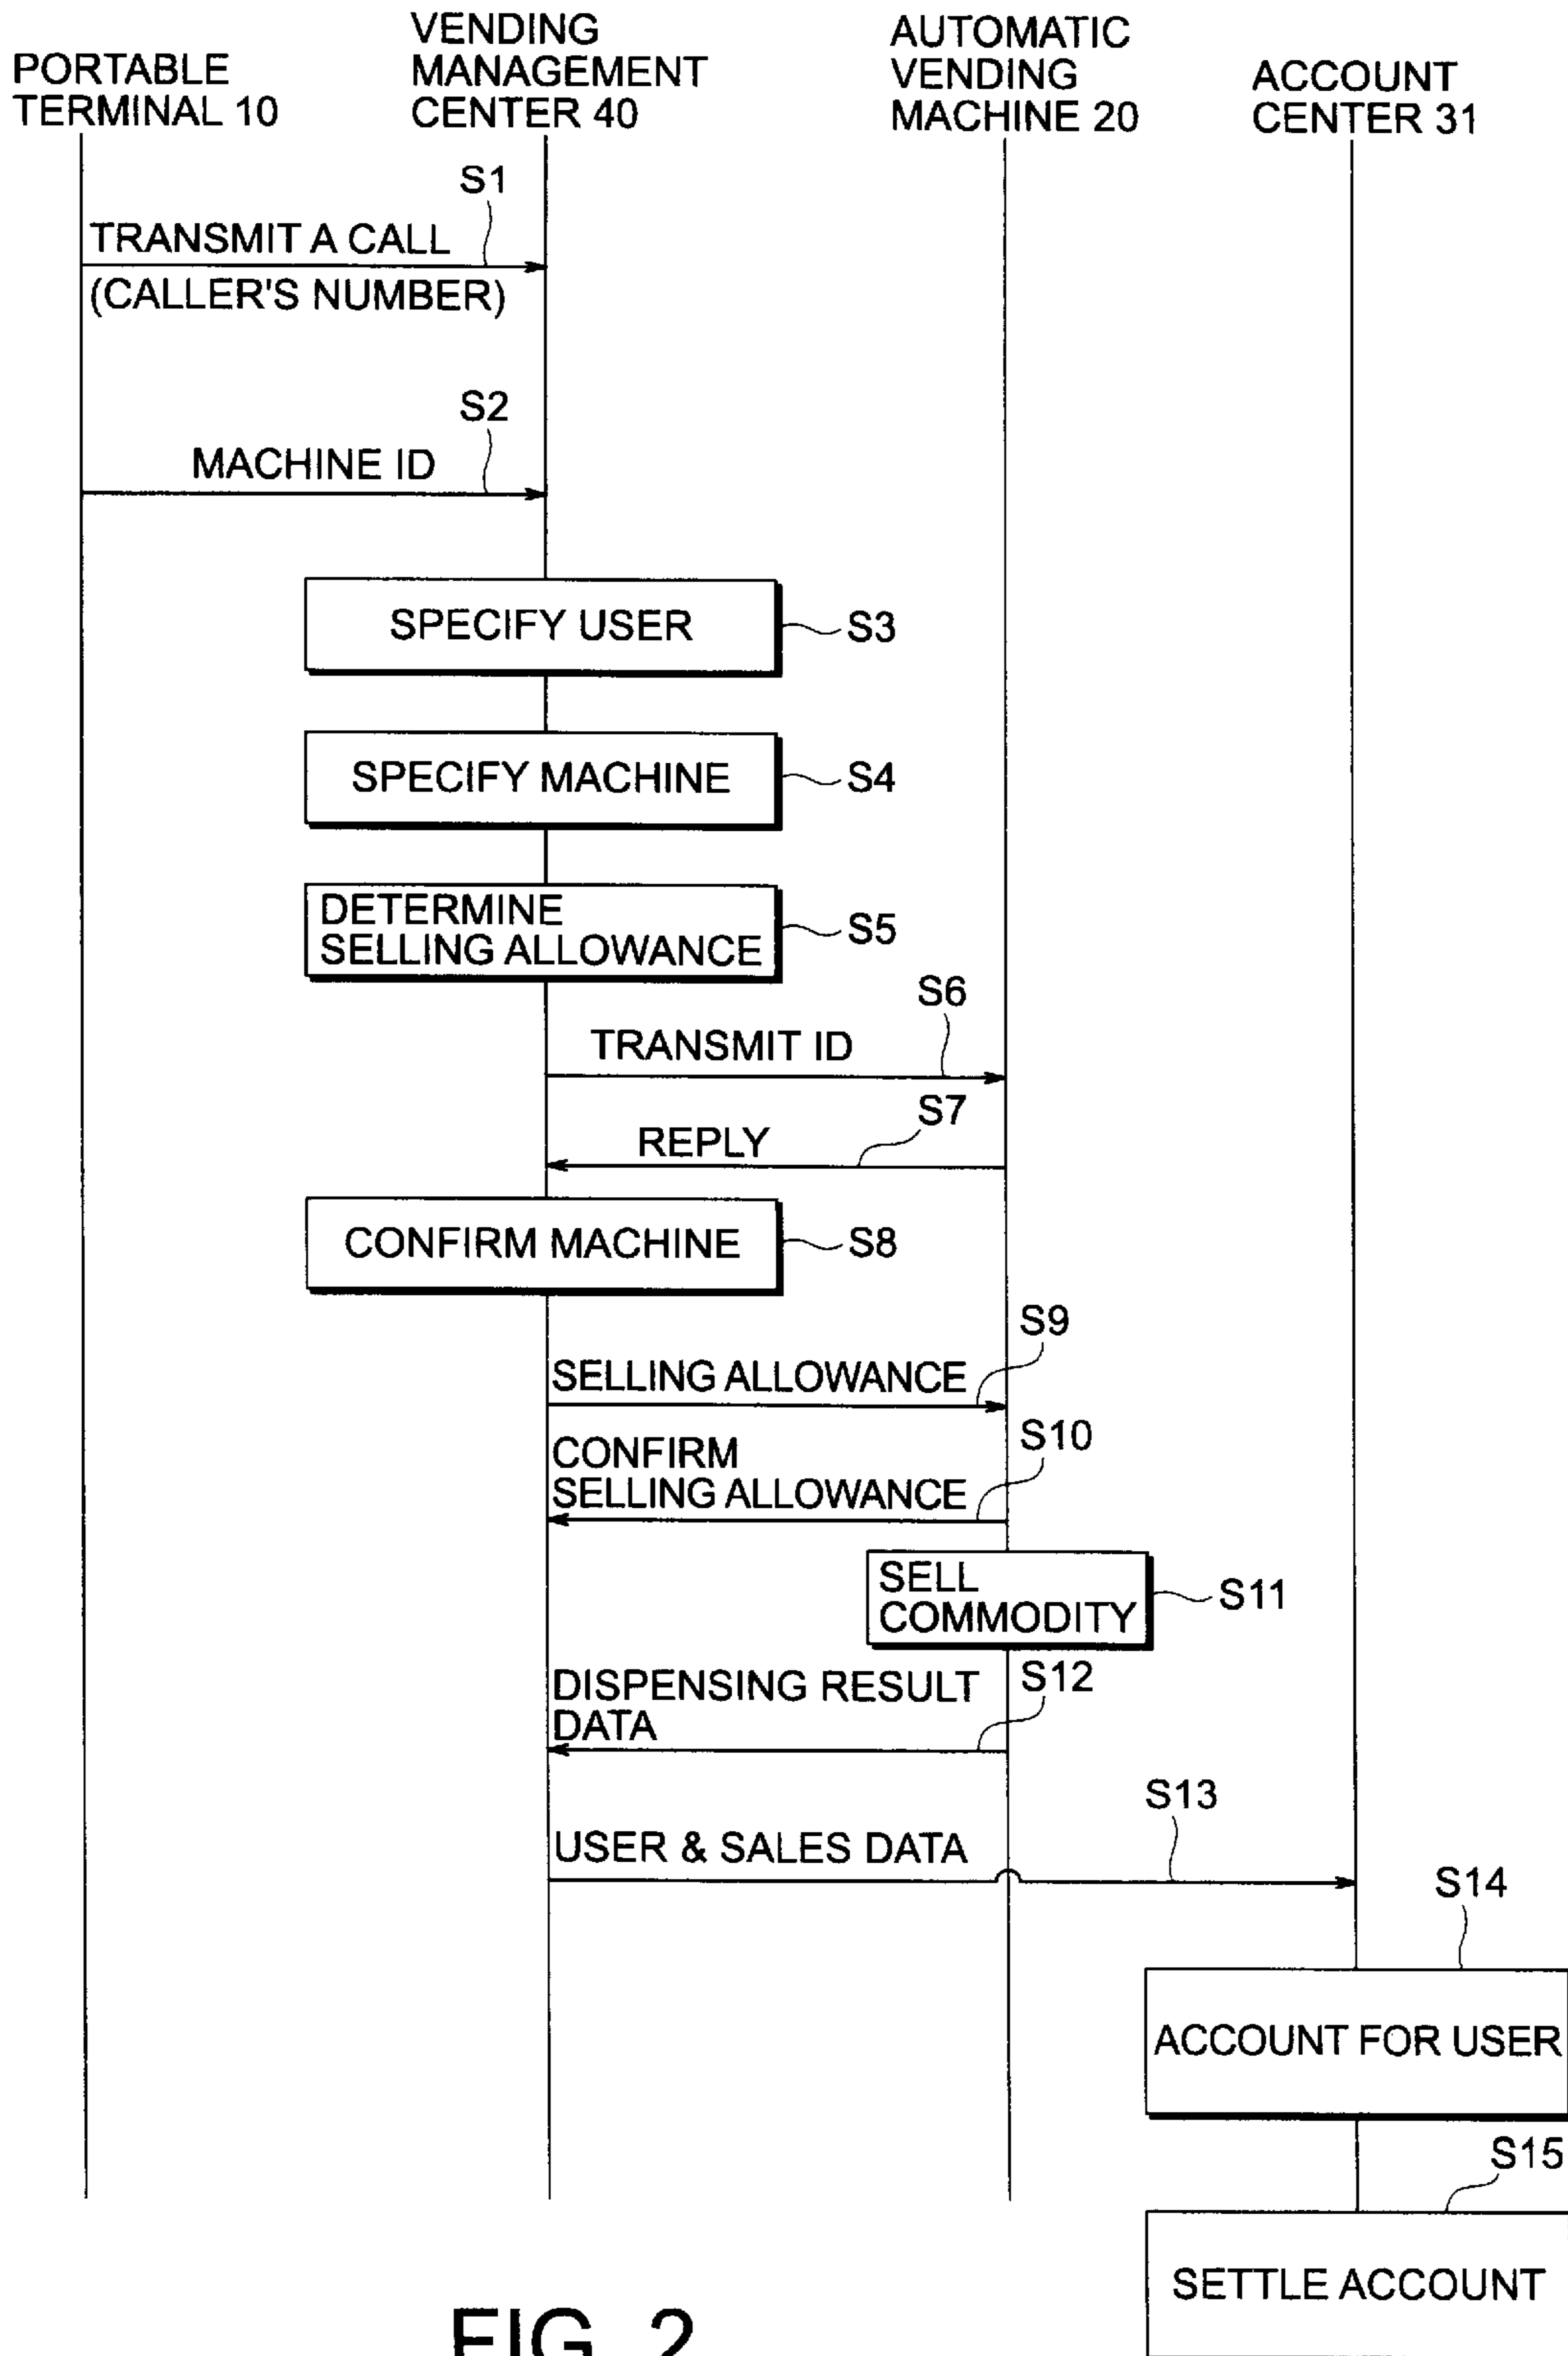 PORTABLE
TERMINAL 10
VENDING
MANAGEMENT
CENTER 40
AUTOMATIC
VENDING
MACHINE 20
ACCOUNT
CENTER 31
S1
TRANSMIT A CALL
(CALLER'S NUMBER)
S2
MACHINE ID
SPECIFY USER
S3
SPECIFY MACHINE
S4
DETERMINE
SELLING ALLOWANCE
S5
S6
TRANSMIT ID
S7
REPLY
CONFIRM MACHINE
S8
S9
SELLING ALLOWANCE
S10
CONFIRM
SELLING ALLOWANCE
SELL
COMMODITY
S11
S12
DISPENSING RESULT
DATA
S13
USER & SALES DATA
S14
ACCOUNT FOR USER
S15
SETTLE ACCOUNT
FIG. 2